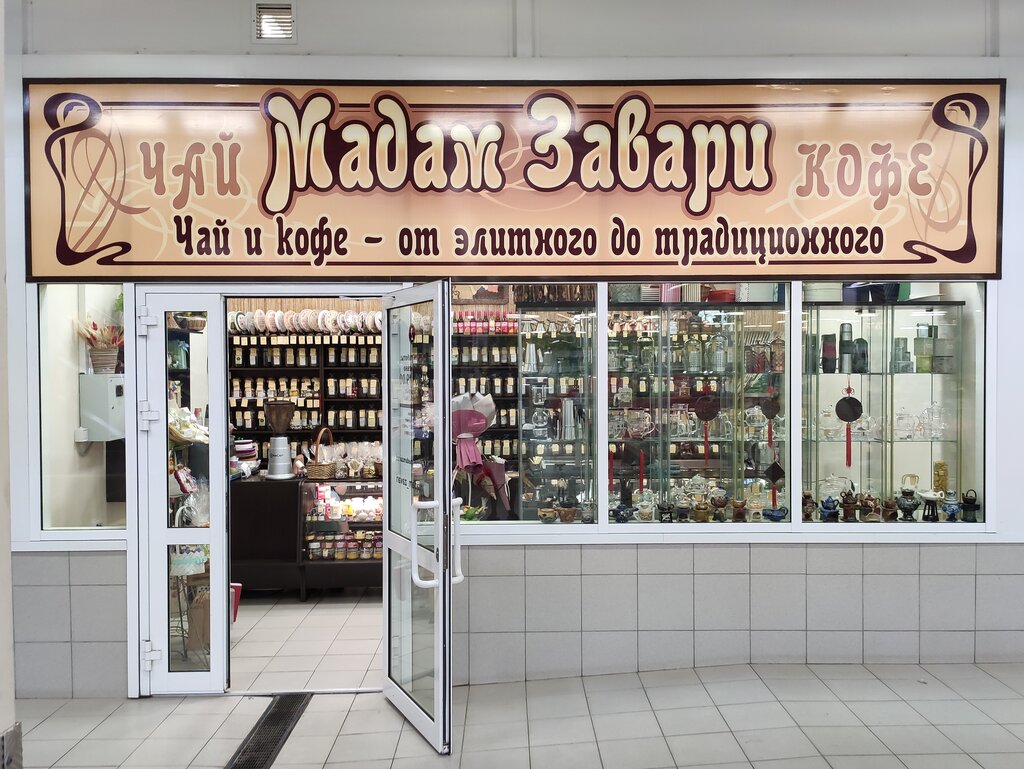 ЧАЙ Мадам Завари КОФЕ
Чай и кофе – от элитного до традиционного